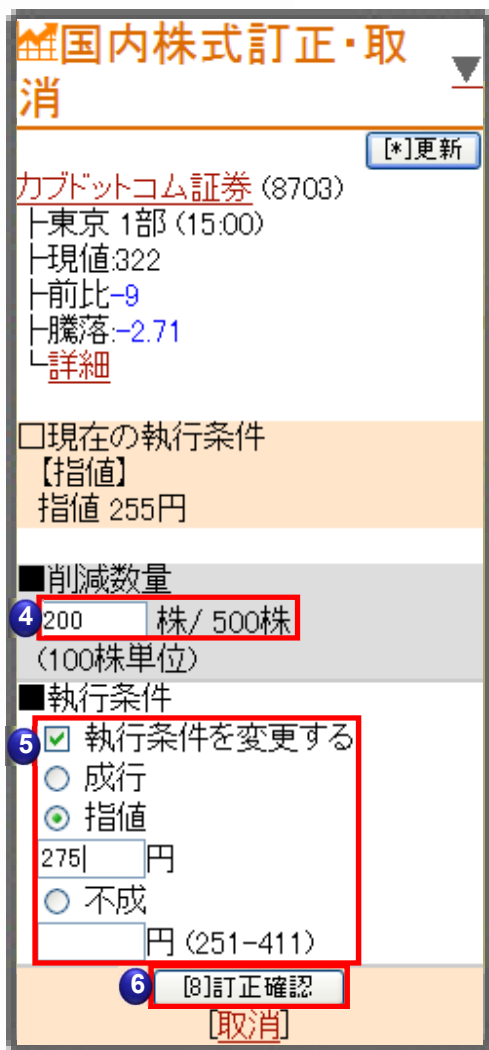 国内株式訂正・取
消
▼
[*]更新
カブドットコム証券 (8703)
├東京 1部 (15:00)
├現値:322
├前比-9
├騰落:-2.71
└詳細
□現在の執行条件
【指値】
指値 255円
■削減数量
4 200 株/ 500株
(100株単位)
■執行条件
5 執行条件を変更する
成行
指値
275 円
不成
円 (251-411)
6 [8]訂正確認
[取消]